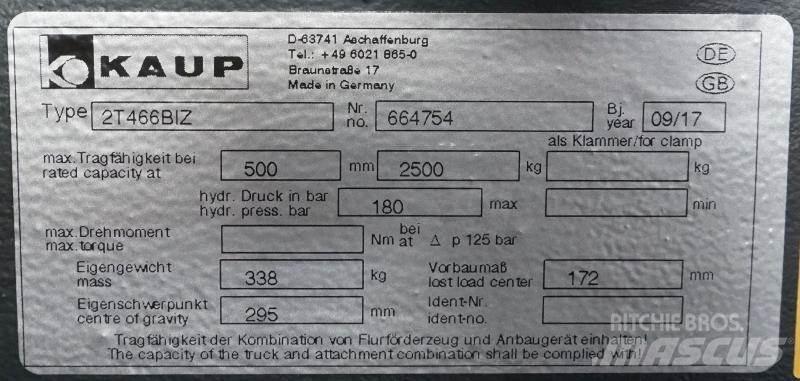 KAUP
D-63741 Aschaffenburg
Tel.: +49 6021 865-0
Braunstraße 17
Made in Germany
DE
GB
Type 2T466BIZ Nr. no. 664754 Bj. year 09/17
als Klammer/for clamp
max.Tragfähigkeit bei
rated capacity at 500 mm 2500 kg kg
hydr. Druck in bar
hydr. press. bar 180 max min
max.Drehmoment
max.torque Nm bei at Δ p 125 bar
Eigengewicht
mass 338 kg
Vorbaumaß
lost load center 172 mm
Eigenschwerpunkt
centre of gravity 295 mm
Ident-Nr.
ident-no.
Tragfähigkeit der Kombination von Flurförderzeug und Anbaugerät einhalten!
The capacity of the truck and attachment combination shall be complied with!
RITCHIE BROS.
MASCUS